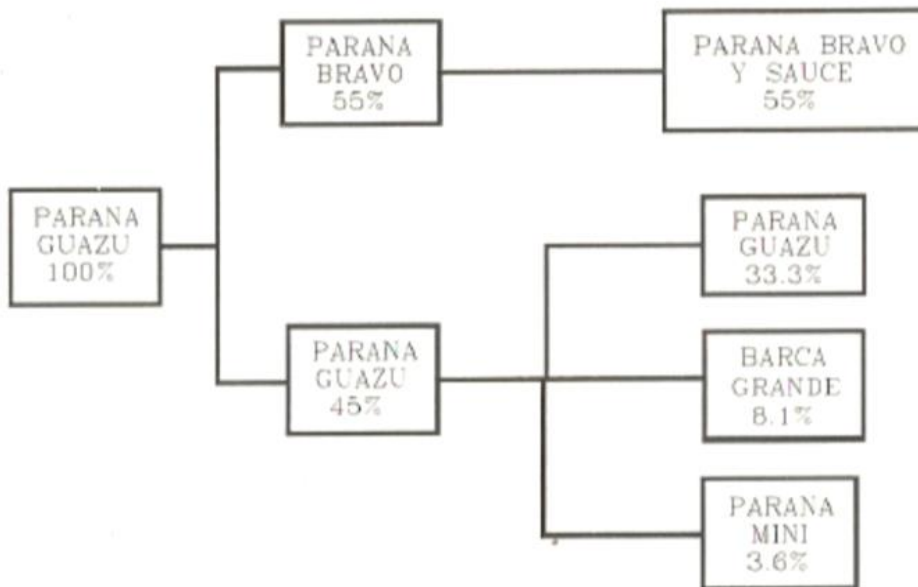 PARANA
BRAVO
55%
PARANA BRAVO
Y SAUCE
55%
PARANA
GUAZU
100%
PARANA
GUAZU
33.3%
PARANA
GUAZU
45%
BARCA
GRANDE
8.1%
PARANA
MINI
3.6%